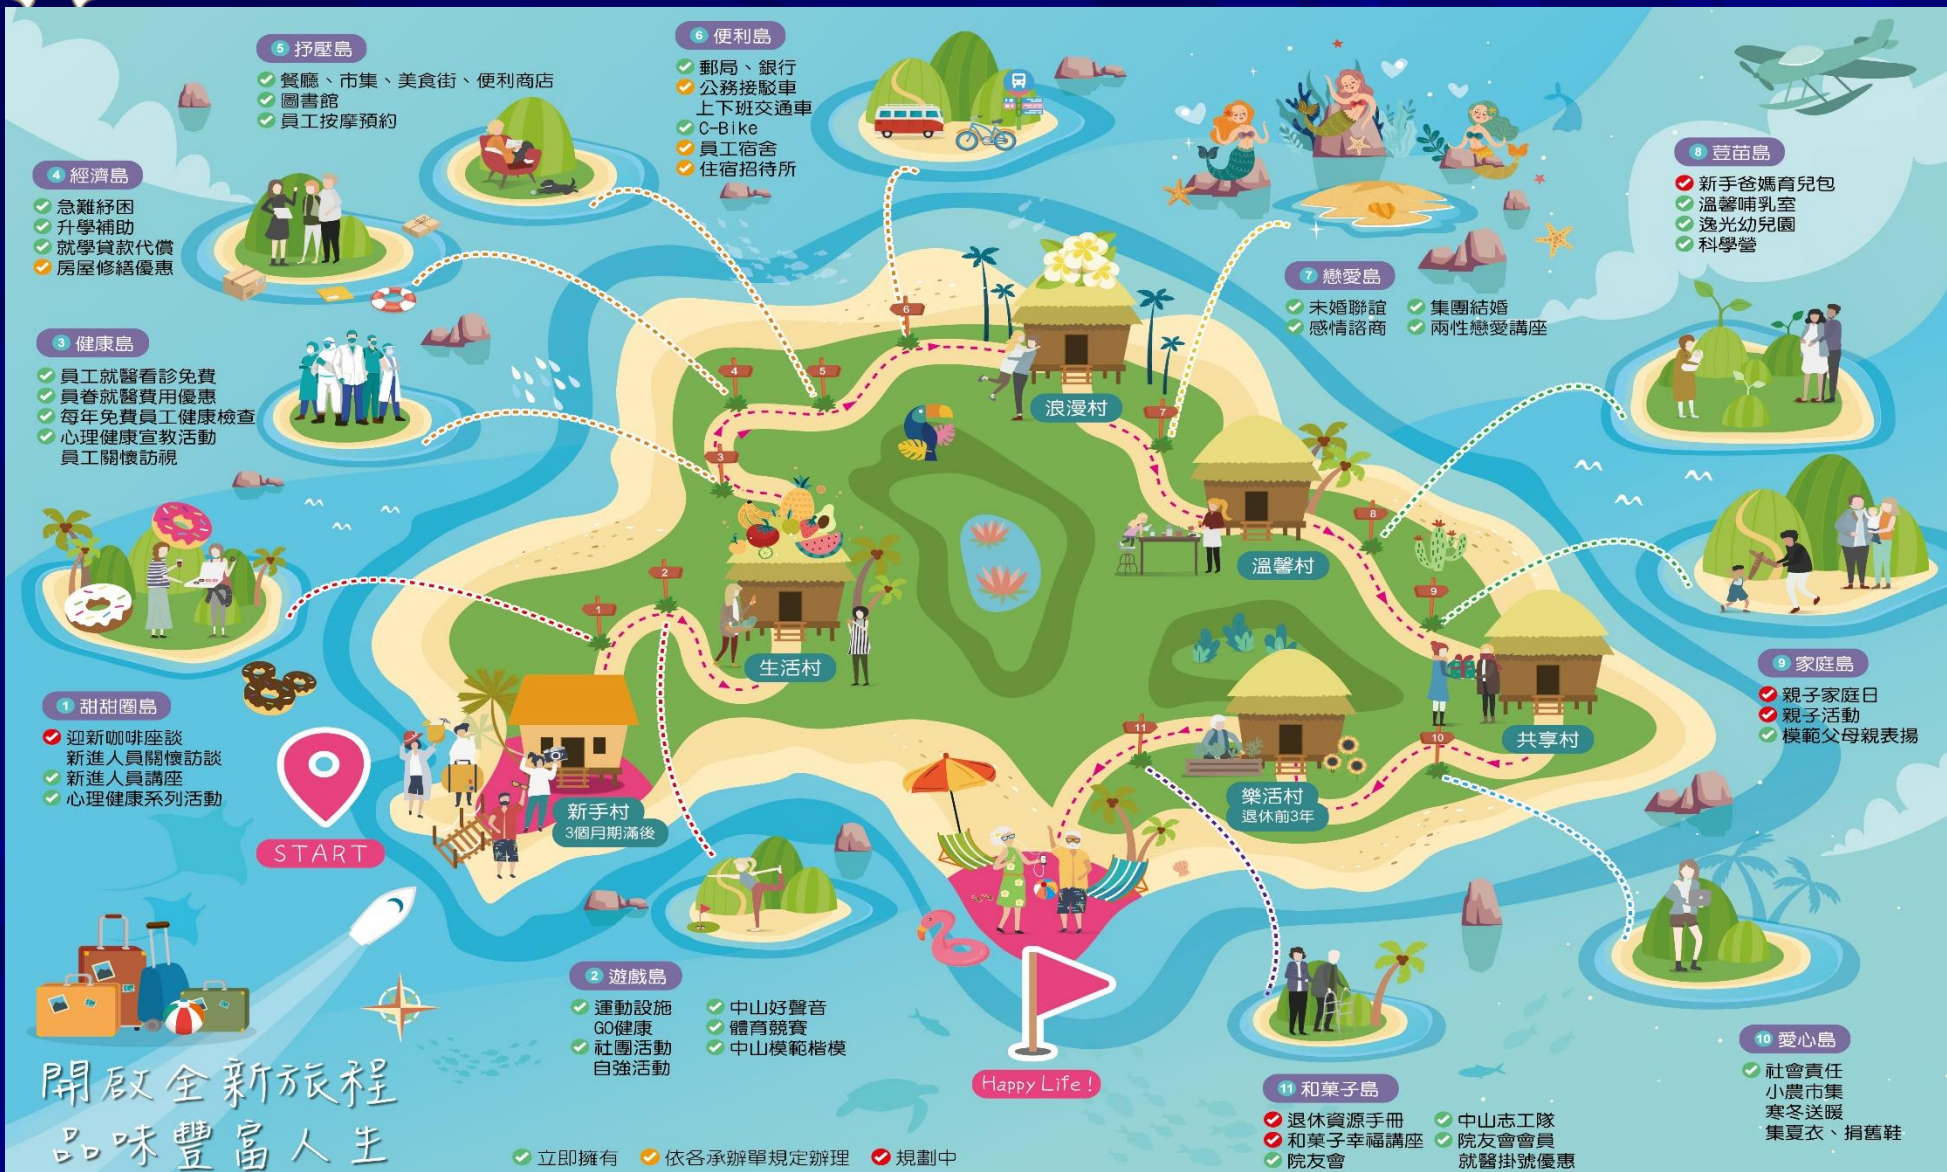 5 抒壓島
餐廳、市集、美食街、便利商店
圖書館
員工按摩預約
6 便利島
郵局、銀行
公務接駁車
上下班交通車
C-Bike
員工宿舍
住宿招待所
4 經濟島
急難紓困
升學補助
就學貸款代償
房屋修繕優惠
8 荳苗島
新手爸媽育兒包
溫馨哺乳室
逸光幼兒園
科學營
7 戀愛島
未婚聯誼
集團結婚
感情諮商
兩性戀愛講座
3 健康島
員工就醫看診免費
員眷就醫費用優惠
每年免費員工健康檢查
心理健康宣教活動
員工關懷訪視
6
4
5
浪漫村
7
3
8
溫馨村
2
1
9
生活村
9 家庭島
親子家庭日
親子活動
模範父母親表揚
1 甜甜圈島
迎新咖啡座談
新進人員關懷訪談
新進人員講座
心理健康系列活動
START
新手村
3個月期滿後
11
10
共享村
樂活村
退休前3年
2 遊戲島
運動設施
GO健康
社團活動
自強活動
中山好聲音
體育競賽
中山模範楷模
Happy Life!
10 愛心島
社會責任
小農市集
寒冬送暖
集夏衣、捐舊鞋
11 和菓子島
退休資源手冊
和菓子幸福講座
院友會
中山志工隊
院友會會員
就醫掛號優惠
開啟全新旅程
品味豐富人生
立即擁有 依各承辦單規定辦理 規劃中